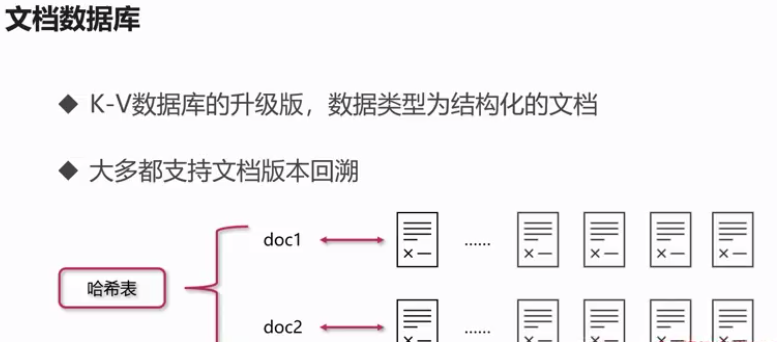 文档数据库
◆ K-V数据库的升级版，数据类型为结构化的文档
◆ 大多都支持文档版本回溯
doc1 ......
哈希表
doc2 ......